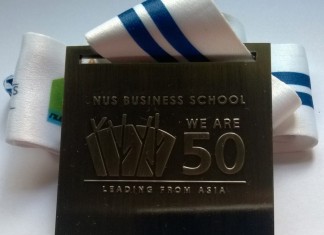 NUS BUSINESS SCHOOL
WE ARE
50
LEADING FROM ASIA